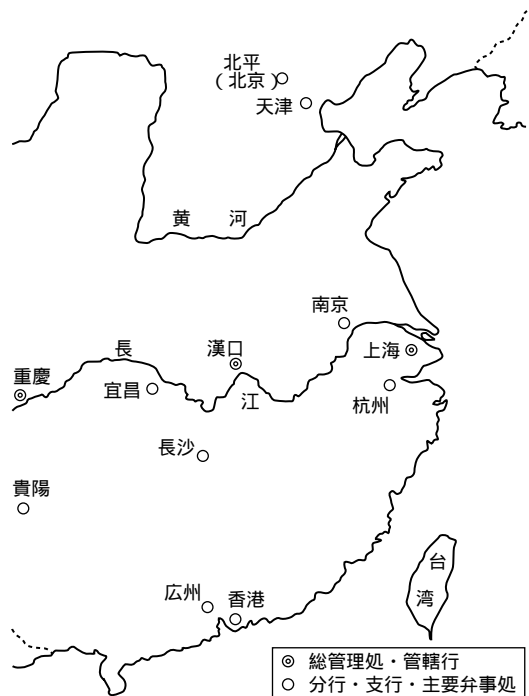 北平
(北京)
天津
黄河
南京
長江
漢口
上海
重慶
宜昌
杭州
長沙
貴陽
台湾
広州
香港
◎ 総管理処・管轄行
○ 分行・支行・主要弁事処